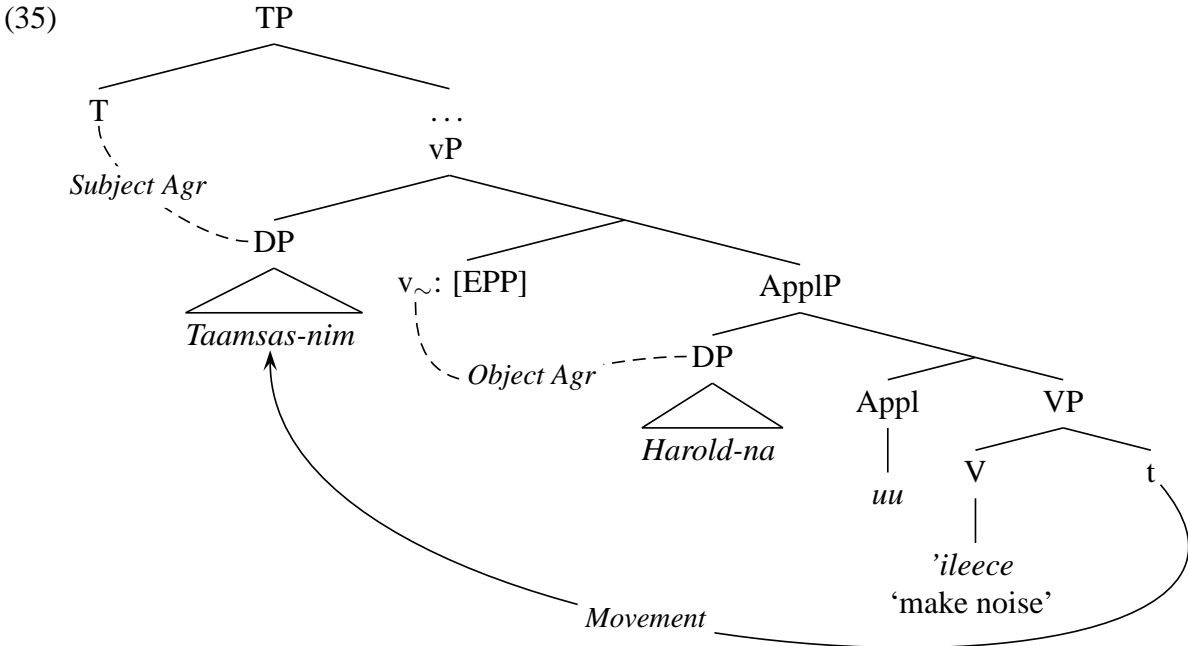 (35) TP
T ...
vP
Subject Agr
DP
v∼: [EPP] ApplP
Taamsas-nim
Object Agr DP
Appl VP
Harold-na
uu V t
’ileece
‘make noise’
Movement